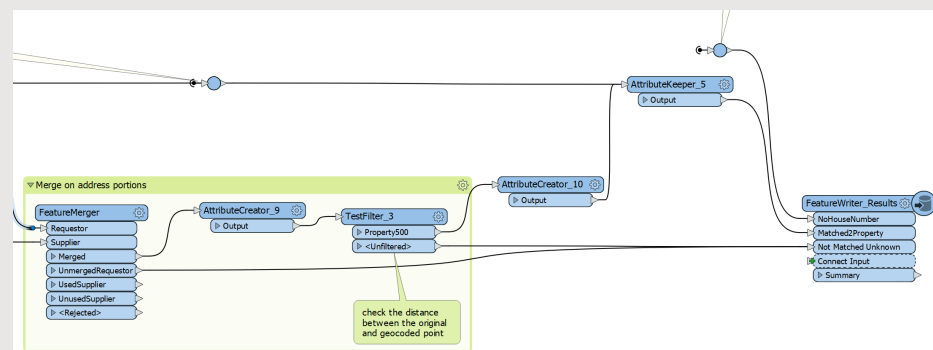 AttributeKeeper_5
Output
Merge on address portions
FeatureMerger
Requestor
Supplier
Merged
UnmergedRequestor
UsedSupplier
UnusedSupplier
<Rejected>
AttributeCreator_9
Output
TestFilter_3
Property500
<Unfiltered>
check the distance
between the original
and geocoded point
AttributeCreator_10
Output
FeatureWriter_Results
NoHouseNumber
Matched2Property
Not Matched Unknown
Connect Input
Summary